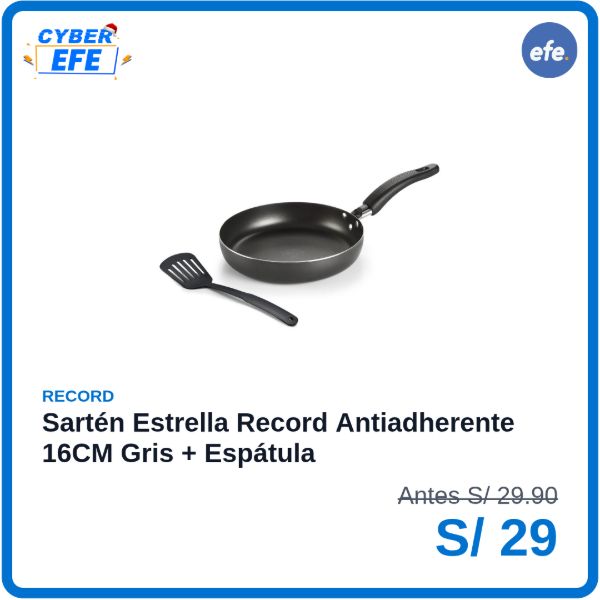 CYBER
EFE
efe.
RECORD
Sartén Estrella Record Antiadherente
16CM Gris + Espátula
Antes S/ 29.90
S/ 29